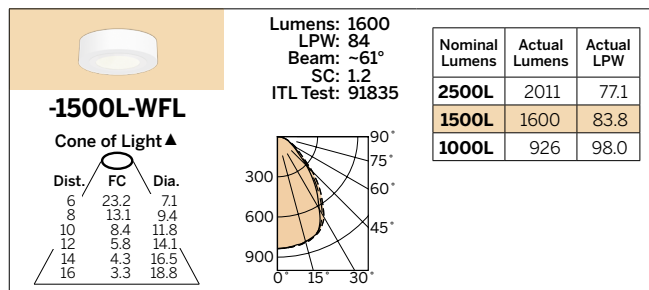 -1500L-WFL
Cone of Light▲
Dist. FC Dia.
6 23.2 7.1
8 13.1 9.4
10 8.4 11.8
12 5.8 14.1
14 4.3 16.5
16 3.3 18.8
Lumens: 1600
LPW: 84
Beam: ~61°
SC: 1.2
ITL Test: 91835
90°
75°
60°
45°
300
600
900
0° 15° 30°
Nominal Lumens Actual Lumens Actual LPW
2500L 2011 77.1
1500L 1600 83.8
1000L 926 98.0